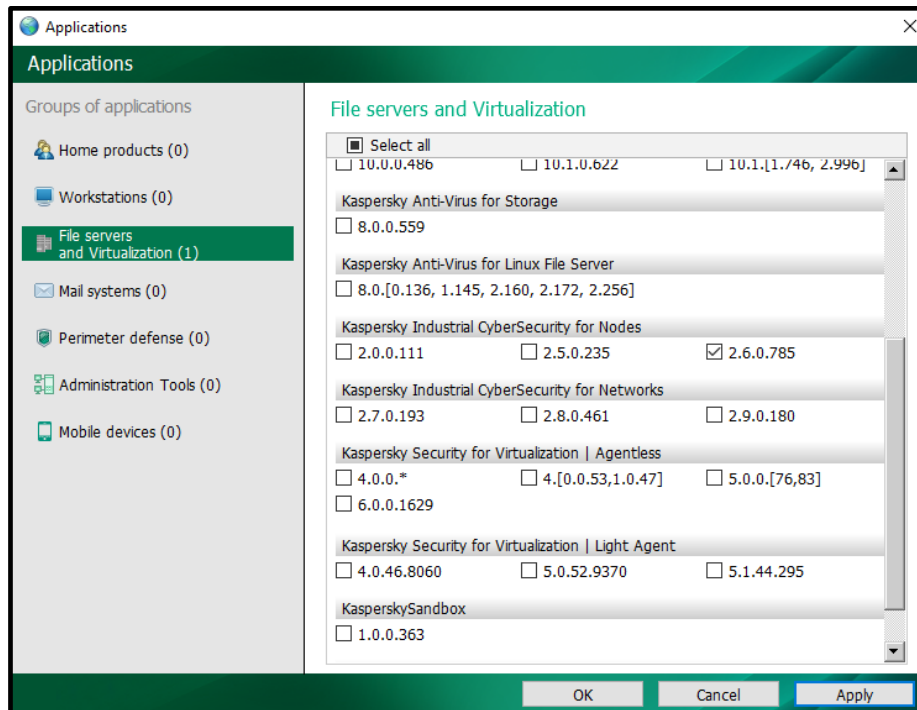 Applications
Applications
Groups of applications
Home products (0)
Workstations (0)
File servers
and Virtualization (1)
Mail systems (0)
Perimeter defense (0)
Administration Tools (0)
Mobile devices (0)
File servers and Virtualization
Select all
10.0.0.486 10.1.0.622 10.1.[1.746, 2.996]
Kaspersky Anti-Virus for Storage
8.0.0.559
Kaspersky Anti-Virus for Linux File Server
8.0.[0.136, 1.145, 2.160, 2.172, 2.256]
Kaspersky Industrial CyberSecurity for Nodes
2.0.0.111 2.5.0.235 2.6.0.785
Kaspersky Industrial CyberSecurity for Networks
2.7.0.193 2.8.0.461 2.9.0.180
Kaspersky Security for Virtualization | Agentless
4.0.0.* 4.[0.0.53,1.0.47] 5.0.0.[76,83]
6.0.0.1629
Kaspersky Security for Virtualization | Light Agent
4.0.46.8060 5.0.52.9370 5.1.44.295
KasperskySandbox
1.0.0.363
OK Cancel Apply